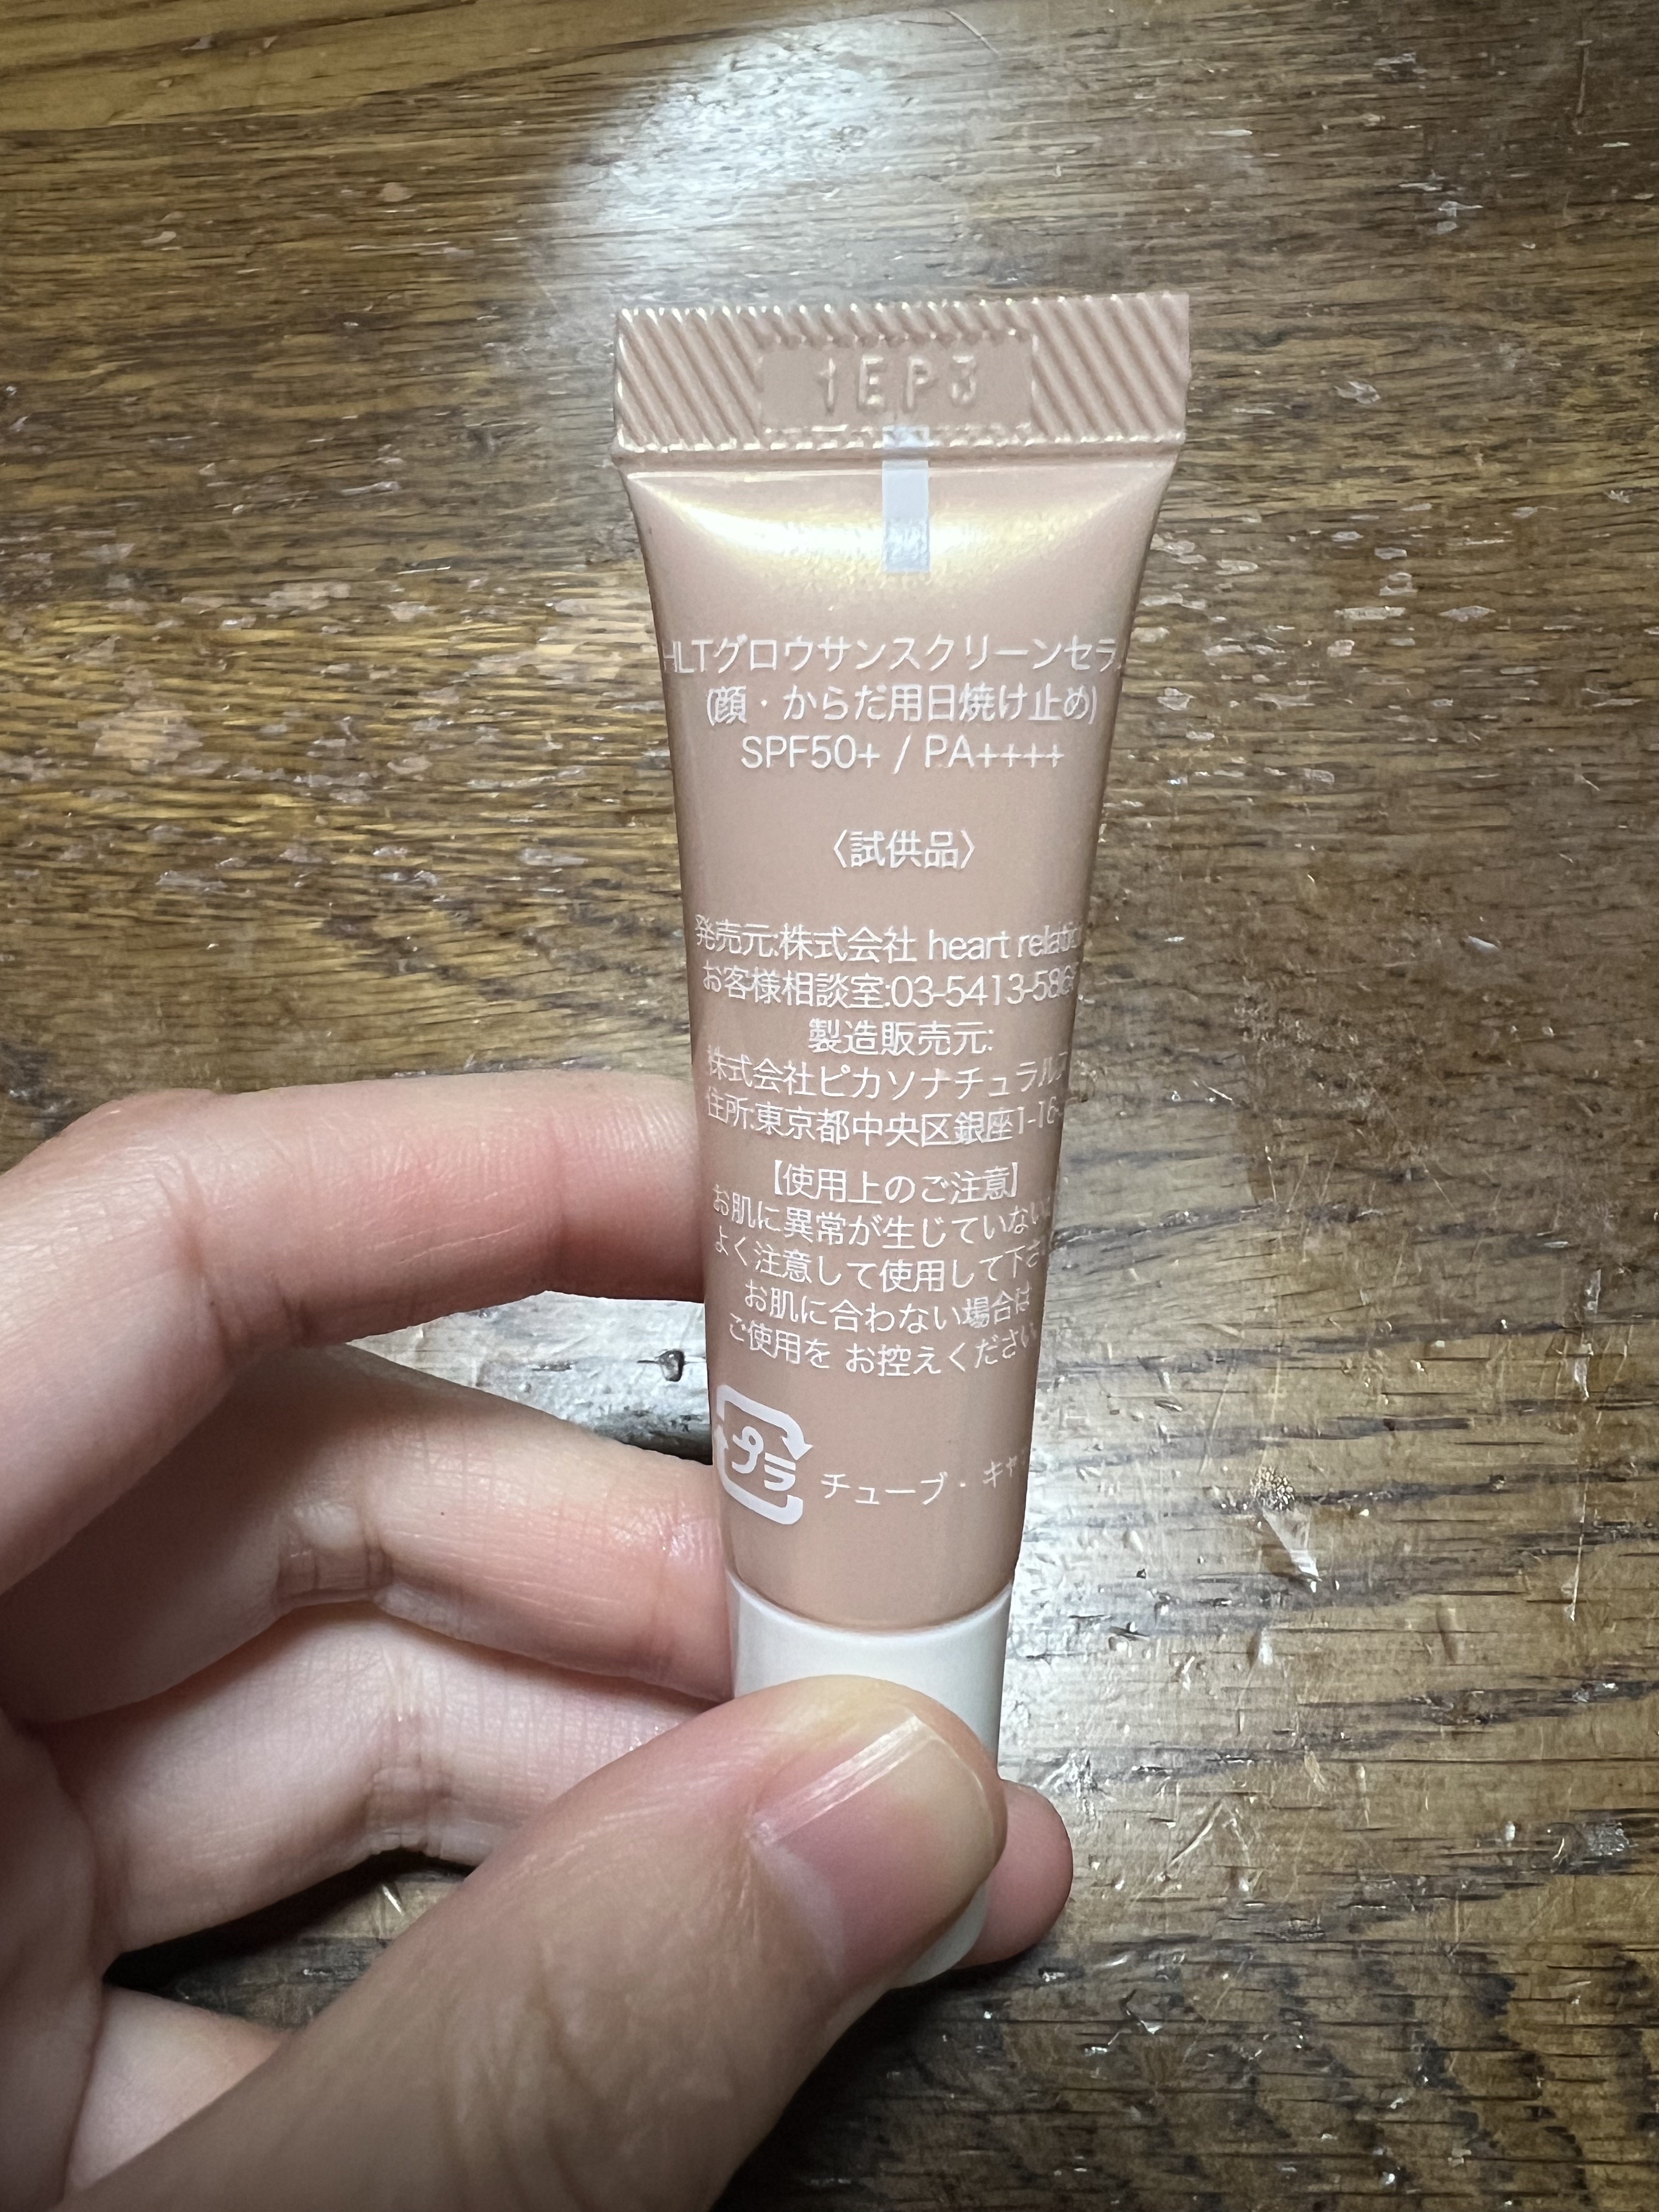 1EP3
HLTグロウサンスクリーンセラ
(顔・からだ用日焼け止め)
SPF50+ / PA++++
〈試供品〉
発売元:株式会社 heart
お客様相談室:03-5413-
製造販売元:
株式会社ピカソナチュラル
住所:東京都中央区銀座1-16-
【使用上のご注意】
お肌に異常が生じていない
よく注意して使用して下さ
お肌に合わない場合は
ご使用を お控えください
プラ チューブ・キャ